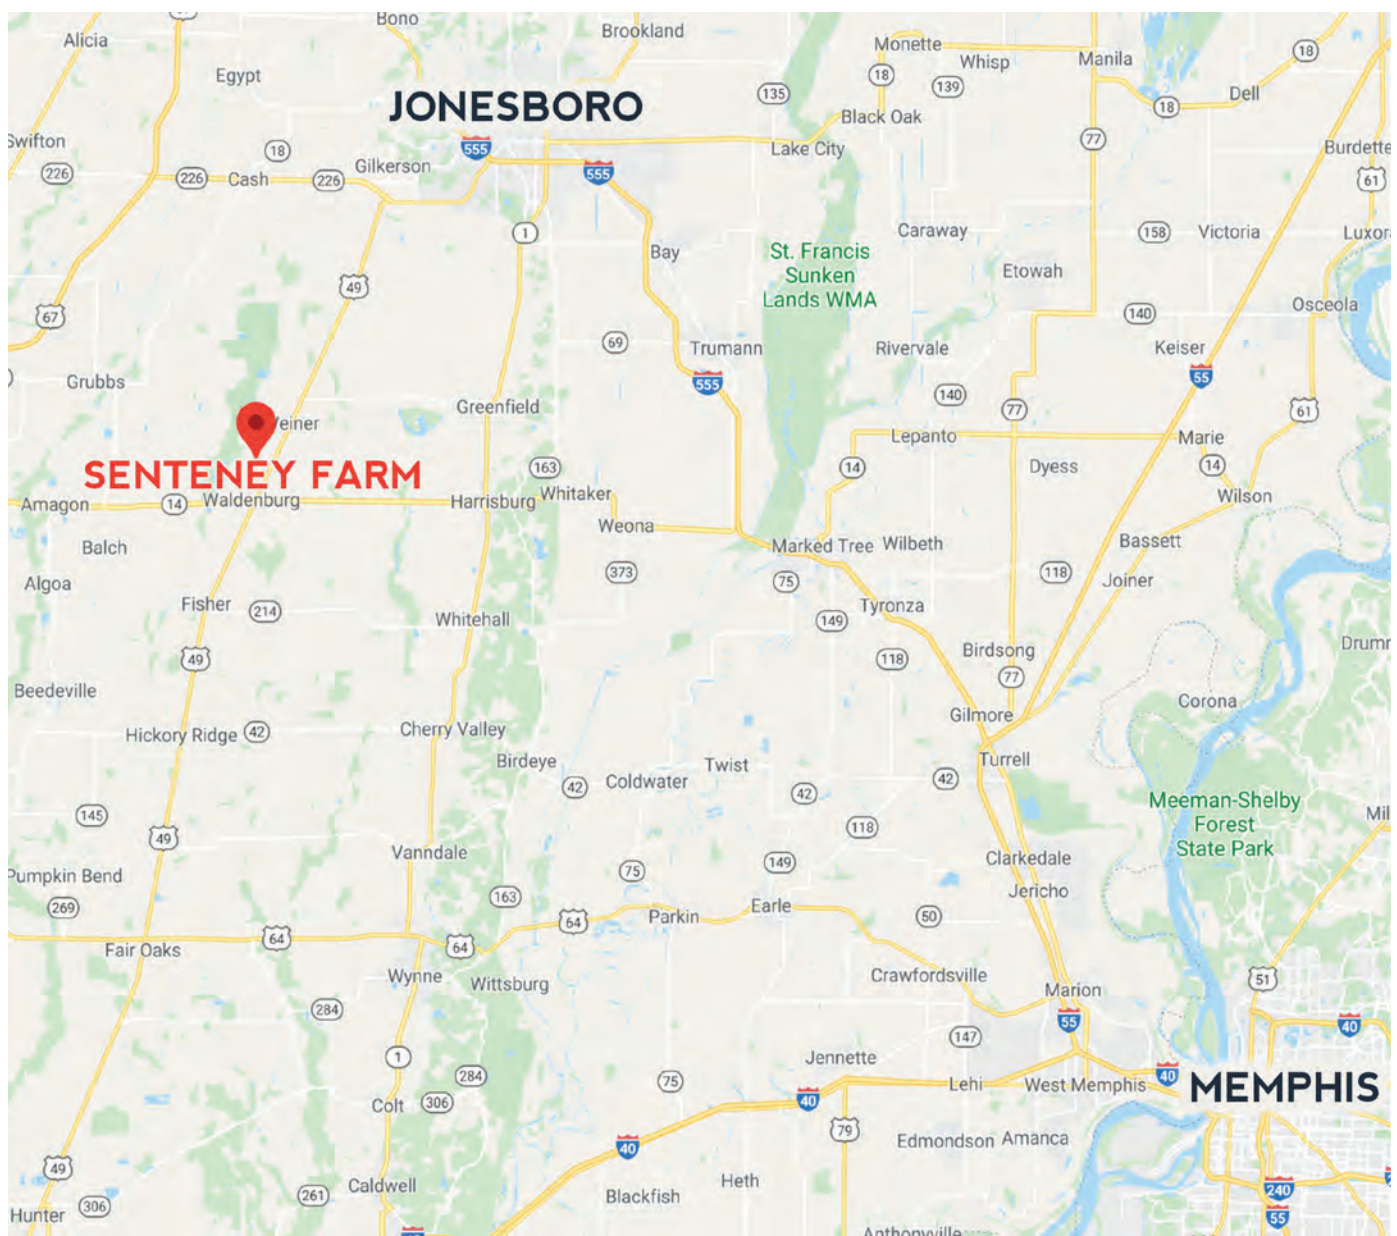 Bono
Brookland
Alicia
Monette
Whisp
Manila
18
Egypt
18
139
135
Dell
JONESBORO
18
Black Oak
Swifton
18
Gilkerson
555
77
Lake City
Burdette
226
226
Cash
226
555
61
1
Bay
Caraway
158
Victoria
Luxora
St. Francis
Sunken
Lands WMA
Etowah
49
67
140
Osceola
69
Trumann
Rivervale
Keiser
Grubbs
555
55
140
77
61
Greenfield
Veiner
Lepanto
Marie
SENTENEY FARM
163
14
Dyess
14
Amagon
14
Waldenburg
Harrisburg
Whitaker
Wilson
Weona
Balch
Marked Tree
Wilbeth
Bassett
Algoa
373
75
118
Joiner
Fisher
214
Whitehall
149
Tyronza
49
118
Birdsong
Drumm
77
Beedeville
Corona
Gilmore
Hickory Ridge
42
Cherry Valley
Birdeye
Twist
Turrell
42
Coldwater
42
42
Meeman-Shelby
Forest
State Park
145
Mil
49
118
Vanndale
149
Clarkedale
Pumpkin Bend
75
Jericho
269
163
Parkin
Earle
50
64
64
64
Fair Oaks
Wynne
Wittsburg
Crawfordsville
51
284
Marion
55
40
147
1
Jennette
284
75
Lehi
West Memphis
40
MEMPHIS
Colt
306
40
79
Edmondson
Amanca
40
49
Heth
261
Caldwell
Blackfish
240
306
Hunter
55
Anthonyville